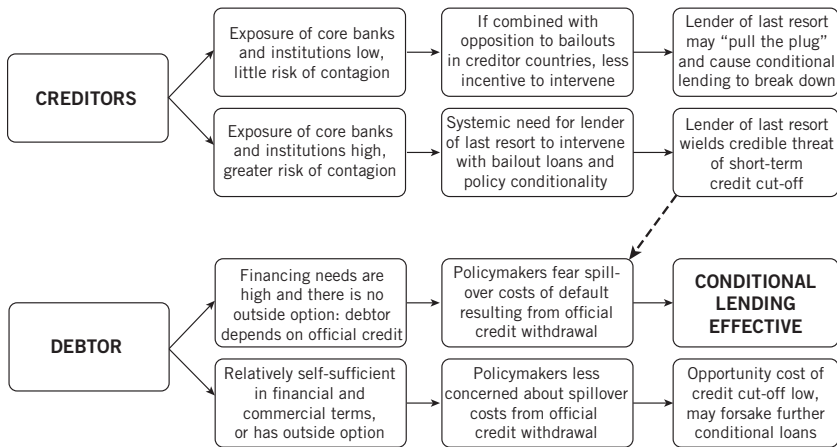 CREDITORS
Exposure of core banks
and institutions low,
little risk of contagion
If combined with
opposition to bailouts
in creditor countries, less
incentive to intervene
Lender of last resort
may “pull the plug”
and cause conditional
lending to break down
Exposure of core banks
and institutions high,
greater risk of contagion
Systemic need for lender
of last resort to intervene
with bailout loans and
policy conditionality
Lender of last resort
wields credible threat
of short-term
credit cut-off
DEBTOR
Financing needs are
high and there is no
outside option: debtor
depends on official credit
Policymakers fear spill-
over costs of default
resulting from official
credit withdrawal
CONDITIONAL
LENDING
EFFECTIVE
Relatively self-sufficient
in financial and
commercial terms,
or has outside option
Policymakers less
concerned about spillover
costs from official
credit withdrawal
Opportunity cost of
credit cut-off low,
may forsake further
conditional loans